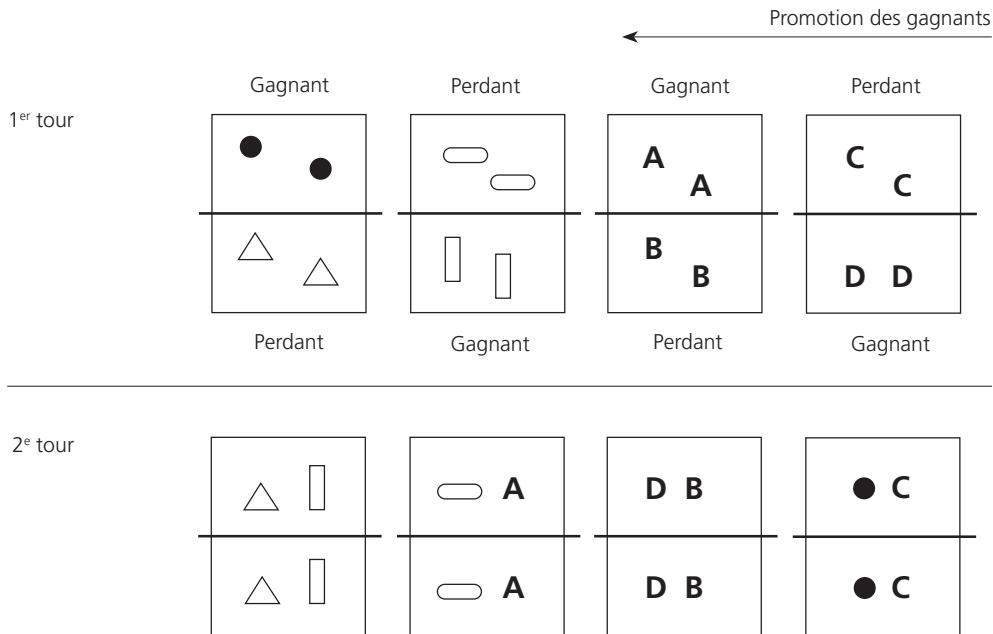 Promotion des gagnants
Gagnant Perdant Gagnant Perdant
1er tour
A C
A C
B
B D D
Perdant Gagnant Perdant Gagnant
2e tour
A D B C
A D B C